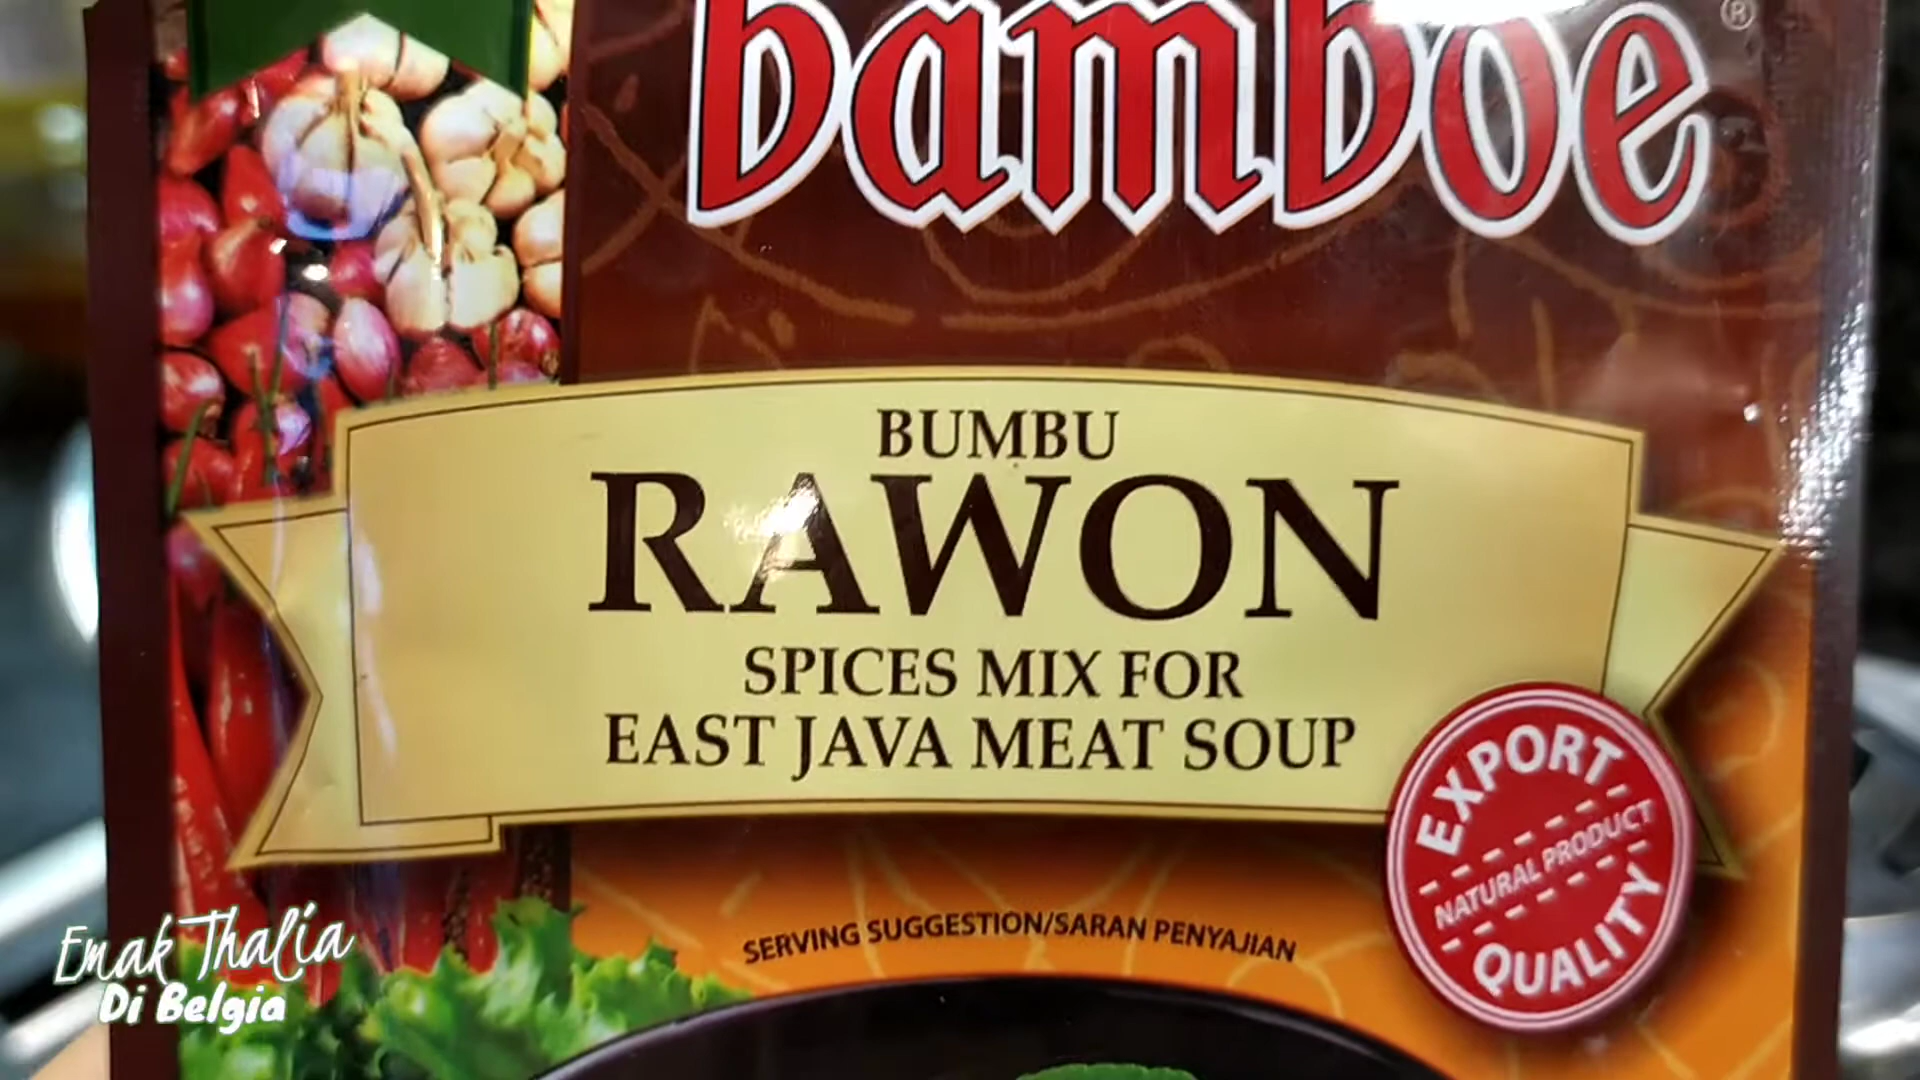 bamboe®
BUMBU
RAWON
SPICES MIX FOR
EAST JAVA MEAT SOUP
EXPORT
NATURAL PRODUCT
QUALITY
SERVING SUGGESTION/SARAN PENYAJIAN
Emak Thalia
Di Belgia